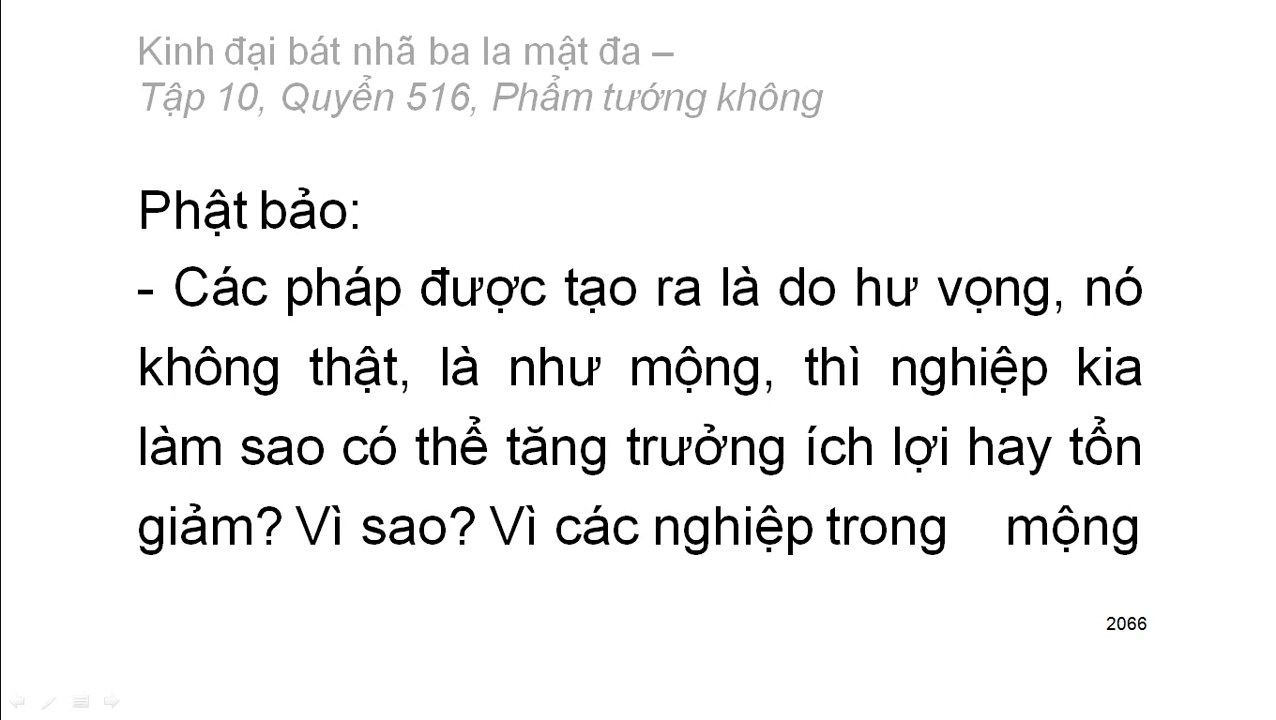 Kinh đại bát nhã ba la mật đa –
Tập 10, Quyển 516, Phẩm tướng không
Phật bảo:
- Các pháp được tạo ra là do hư vọng, nó
không thật, là như mộng, thì nghiệp kia
làm sao có thể tăng trưởng ích lợi hay tổn
giảm? Vì sao? Vì các nghiệp trong mộng
2066